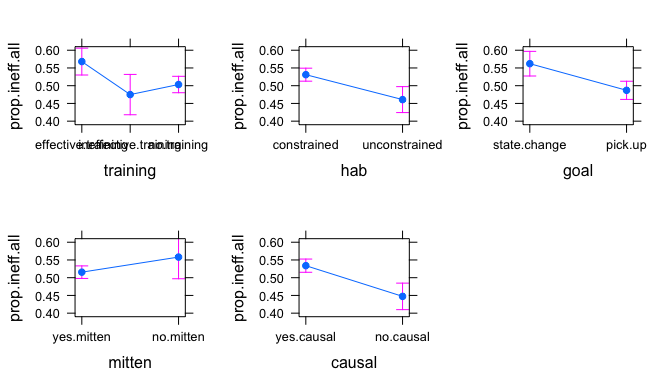 prop.ineff.all
0.60
0.55
0.50
0.45
0.40
effective.training
ineffective.training
no.training
training
prop.ineff.all
0.60
0.55
0.50
0.45
0.40
constrained unconstrained
hab
prop.ineff.all
0.60
0.55
0.50
0.45
0.40
state.change pick.up
goal
prop.ineff.all
0.60
0.55
0.50
0.45
0.40
yes.mitten no.mitten
mitten
prop.ineff.all
0.60
0.55
0.50
0.45
0.40
yes.causal no.causal
causal